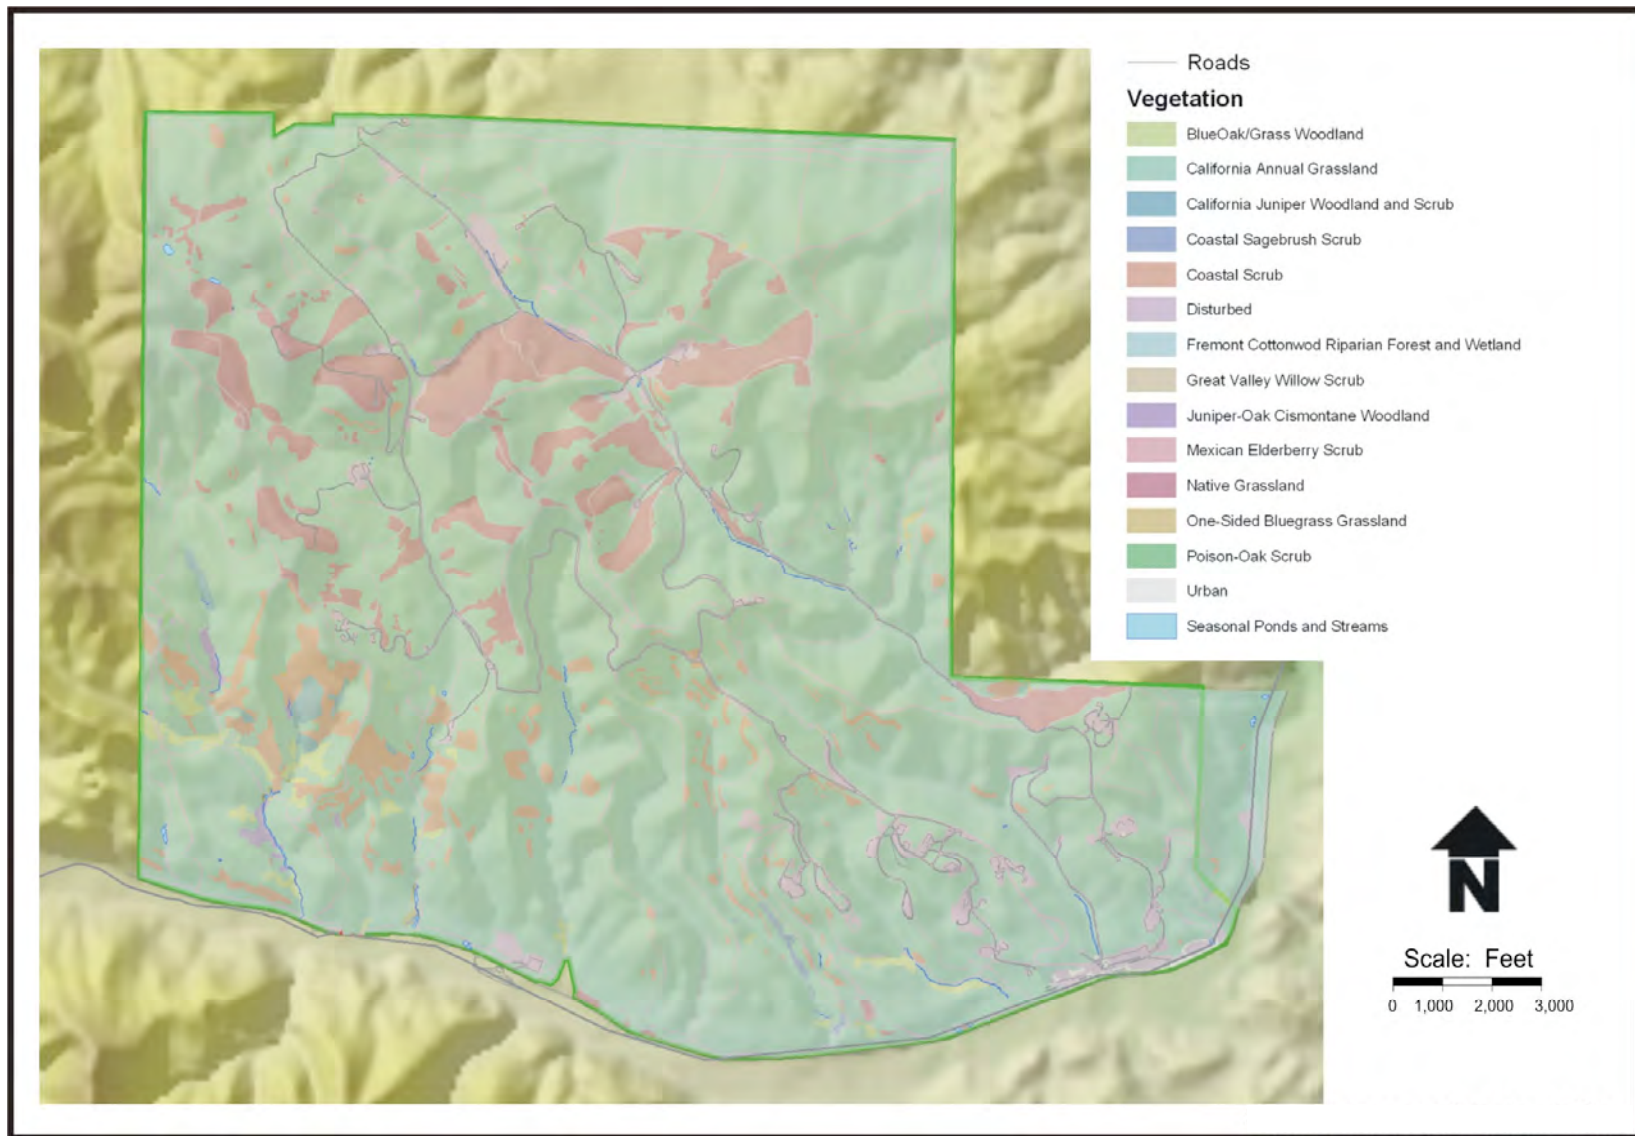 Roads
Vegetation
BlueOak/Grass Woodland
California Annual Grassland
California Juniper Woodland and Scrub
Coastal Sagebrush Scrub
Coastal Scrub
Disturbed
Fremont Cottonwod Riparian Forest and Wetland
Great Valley Willow Scrub
Juniper-Oak Cismontane Woodland
Mexican Elderberry Scrub
Native Grassland
One-Sided Bluegrass Grassland
Poison-Oak Scrub
Urban
Seasonal Ponds and Streams
N
Scale: Feet
0 1,000 2,000 3,000